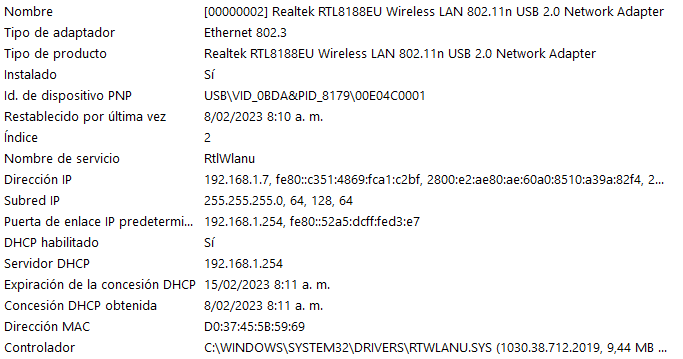 Nombre [00000002] Realtek RTL8188EU Wireless LAN 802.11n USB 2.0 Network Adapter
Tipo de adaptador Ethernet 802.3
Tipo de producto Realtek RTL8188EU Wireless LAN 802.11n USB 2.0 Network Adapter
Instalado Sí
Id. de dispositivo PNP USB\VID_0BDA&PID_8179\00E04C0001
Restablecido por última vez 8/02/2023 8:10 a. m.
Índice 2
Nombre de servicio RtlWlanu
Dirección IP 192.168.1.7, fe80::c351:4869:fca1:c2bf, 2800:e2:ae80:ae:60a0:8510:a39a:82f4, 2...
Subred IP 255.255.255.0, 64, 128, 64
Puerta de enlace IP predetermi... 192.168.1.254, fe80::52a5:dcff:fed3:e7
DHCP habilitado Sí
Servidor DHCP 192.168.1.254
Expiración de la concesión DHCP 15/02/2023 8:11 a. m.
Concesión DHCP obtenida 8/02/2023 8:11 a. m.
Dirección MAC D0:37:45:5B:59:69
Controlador C:\WINDOWS\SYSTEM32\DRIVERS\RTWLANU.SYS (1030.38.712.2019, 9,44 MB ...